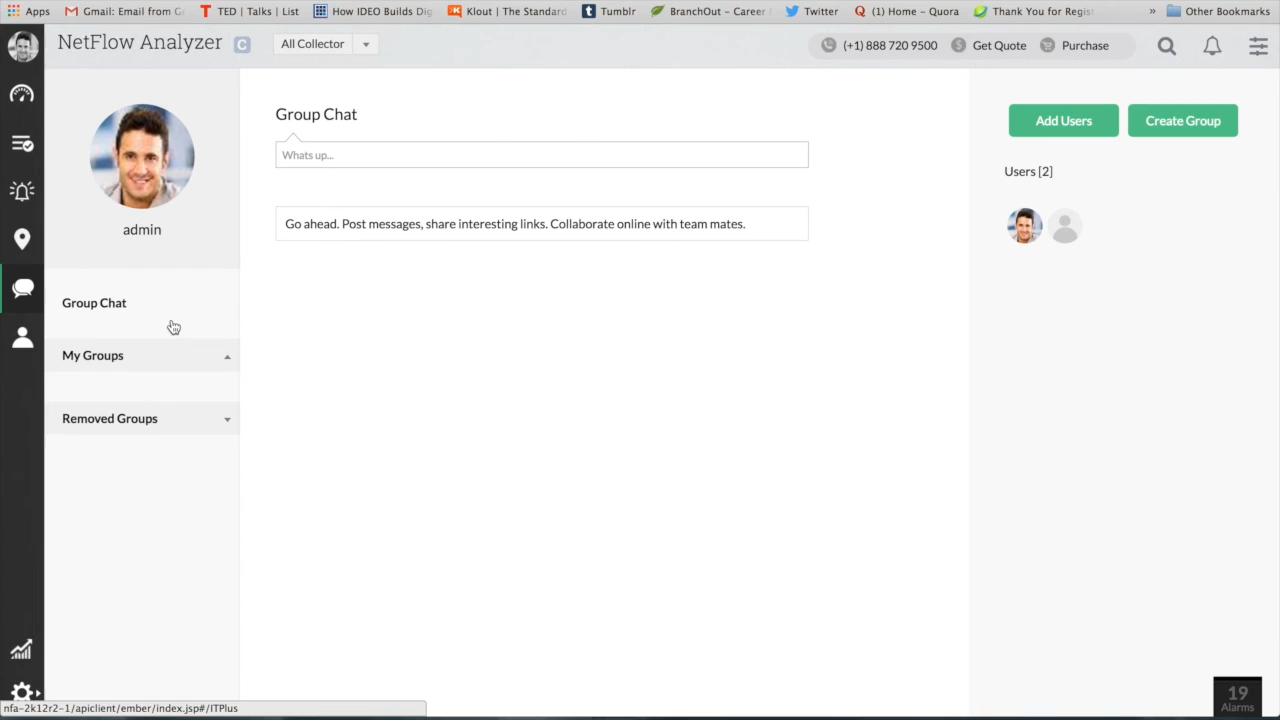 Apps Gmail: Email from Go TED | Talks | List How IDEO Builds Dig Klout | The Standard Tumblr BranchOut – Career Twitter (1) Home – Quora Thank You for Regist » Other Bookmarks
NetFlow Analyzer C All Collector (+1) 888 720 9500 Get Quote Purchase
Group Chat
Whats up...
Go ahead. Post messages, share interesting links. Collaborate online with team mates.
admin
Group Chat
My Groups
Removed Groups
Add Users Create Group
Users [2]
19
Alarms
nfa-2k12r2-1/apiclient/ember/index.jsp#/ITPlus